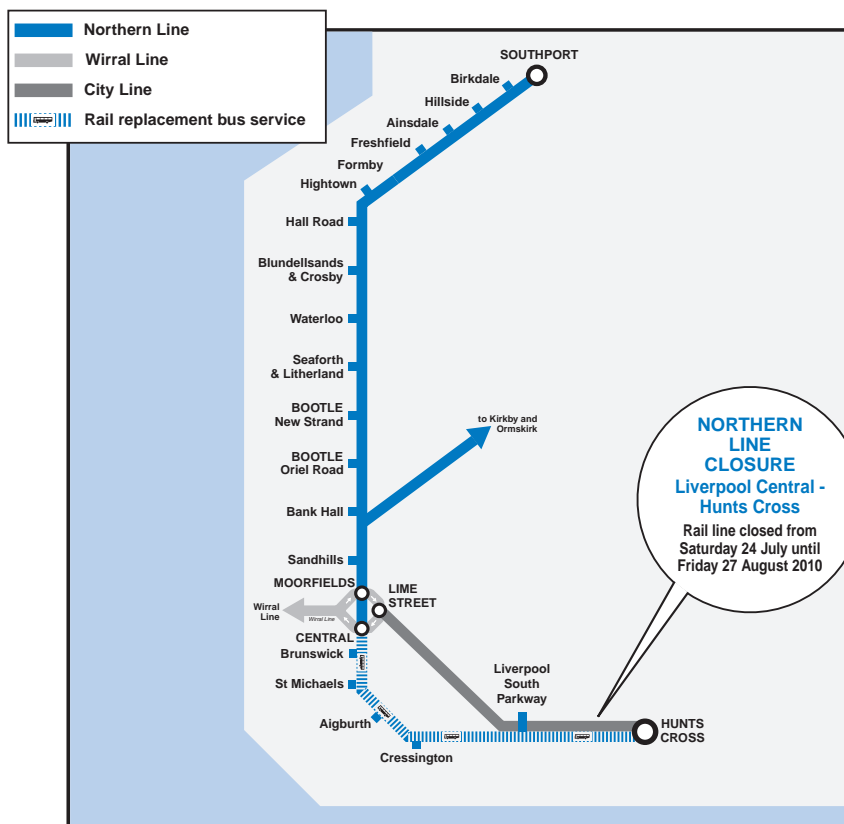 Northern Line
Wirral Line
City Line
Rail replacement bus service
SOUTHPORT
Birkdale
Hillside
Ainsdale
Freshfield
Formby
Hightown
Hall Road
Blundellsands
& Crosby
Waterloo
Seaforth
& Litherland
BOOTLE
New Strand
to Kirkby and
Ormskirk
BOOTLE
Oriel Road
Bank Hall
Sandhills
MOORFIELDS
LIME
STREET
Wirral
Line
Wirral Line
CENTRAL
Brunswick
St Michaels
Aigburth
Cressington
Liverpool
South
Parkway
HUNTS
CROSS
NORTHERN
LINE
CLOSURE
Liverpool Central -
Hunts Cross
Rail line closed from
Saturday 24 July until
Friday 27 August 2010